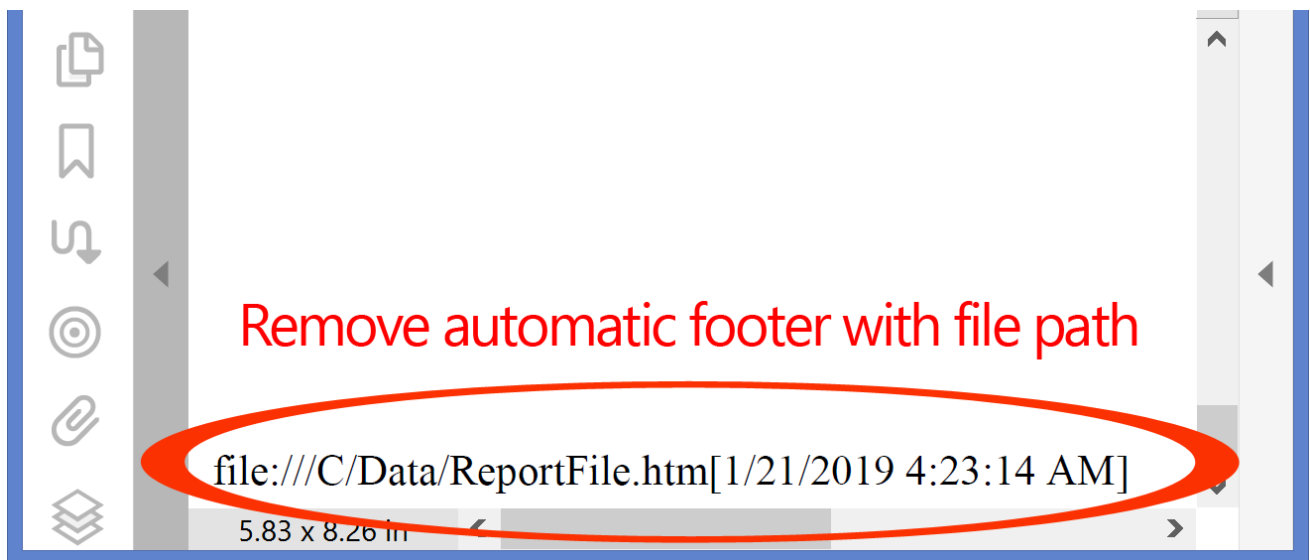 Remove automatic footer with file path
file:///C/Data/ReportFile.htm[1/21/2019 4:23:14 AM]
5.83 x 8.26 in